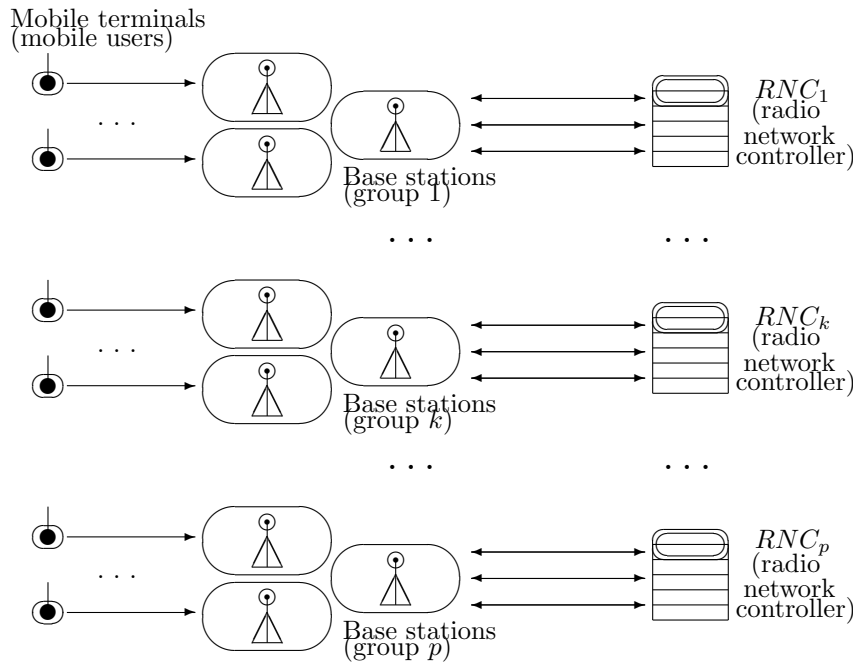 Mobile terminals
(mobile users)
. . .
Base stations
(group 1)
RNC₁
(radio
network
controller)
. . .
. . .
. . .
Base stations
(group k)
RNCₖ
(radio
network
controller)
. . .
. . .
. . .
Base stations
(group p)
RNCₚ
(radio
network
controller)